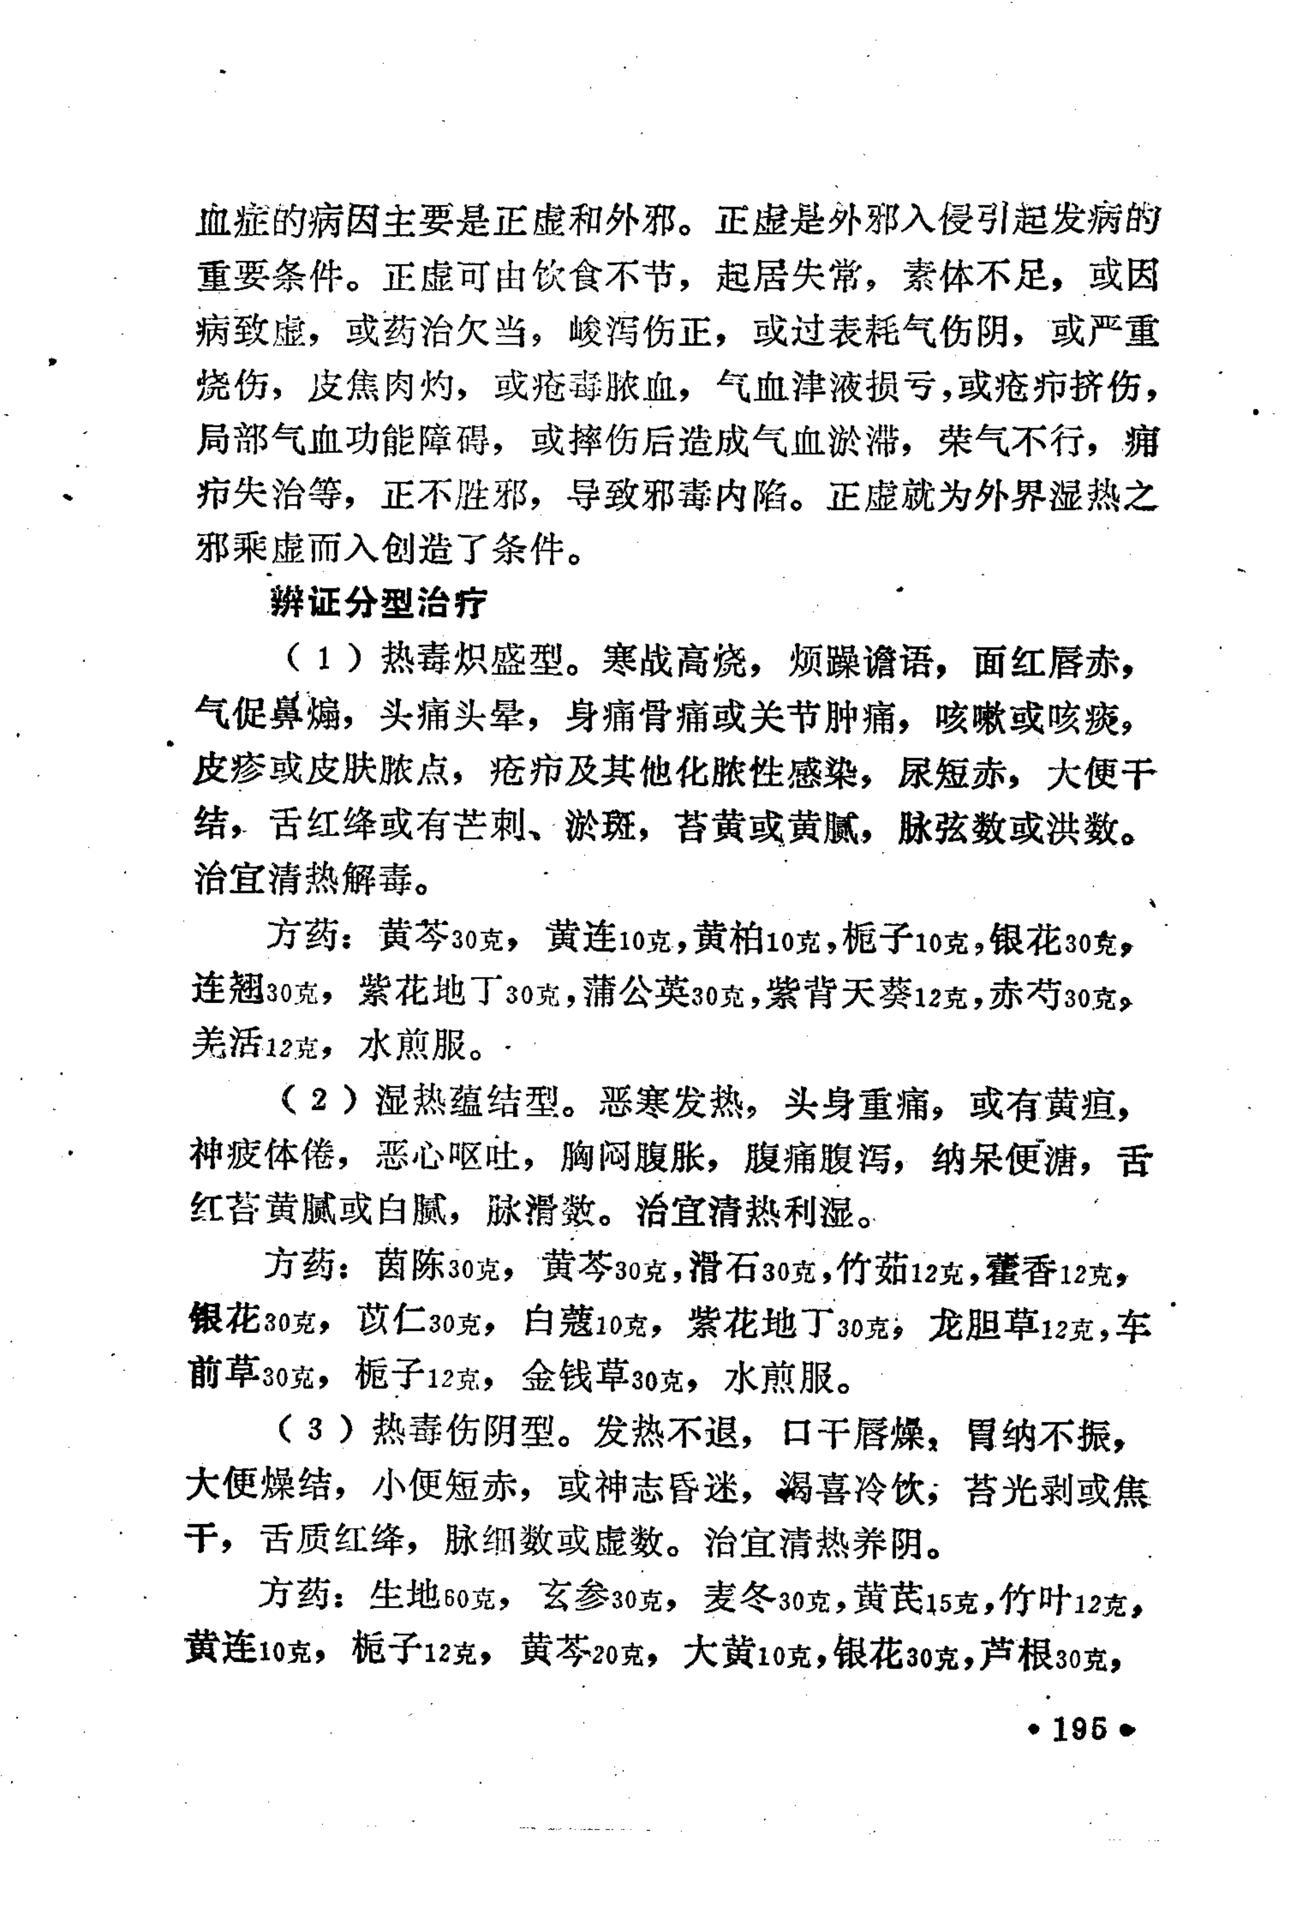 血症的病因主要是正虚和外邪。正虚是外邪入侵引起发病的
重要条件。正虚可由饮食不节，起居失常，素体不足，或因
病致虚，或药治欠当，峻泻伤正，或过表耗气伤阴，或严重
烧伤，皮焦肉灼，或疮毒脓血，气血津液损亏，或疮疖挤伤，
局部气血功能障碍，或摔伤后造成气血淤滞，荣气不行，痈
疖失治等，正不胜邪，导致邪毒内陷。正虚就为外界湿热之
邪乘虚而入创造了条件。
辨证分型治疗
（1）热毒炽盛型。寒战高烧，烦躁谵语，面红唇赤，
气促鼻煽，头痛头晕，身痛骨痛或关节肿痛，咳嗽或咳痰，
皮疹或皮肤脓点，疮疖及其他化脓性感染，尿短赤，大便干
结，舌红绛或有芒刺、淤斑，苔黄或黄腻，脉弦数或洪数。
治宜清热解毒。
方药：黄芩30克，黄连10克，黄柏10克，栀子10克，银花30克，
连翘30克，紫花地丁30克，蒲公英30克，紫背天葵12克，赤芍30克，
羌活12克，水煎服。
（2）湿热蕴结型。恶寒发热，头身重痛，或有黄疸，
神疲体倦，恶心呕吐，胸闷腹胀，腹痛腹泻，纳呆便溏，舌
红苔黄腻或白腻，脉滑数。治宜清热利湿。
方药：茵陈30克，黄芩30克，滑石30克，竹茹12克，藿香12克，
银花30克，苡仁30克，白蔻10克，紫花地丁30克，龙胆草12克，车
前草30克，栀子12克，金钱草30克，水煎服。
（3）热毒伤阴型。发热不退，口干唇燥，胃纳不振，
大便燥结，小便短赤，或神志昏迷，渴喜冷饮，苔光剥或焦
干，舌质红绛，脉细数或虚数。治宜清热养阴。
方药：生地60克，玄参30克，麦冬30克，黄芪15克，竹叶12克，
黄连10克，栀子12克，黄芩20克，大黄10克，银花30克，芦根30克，
•195•